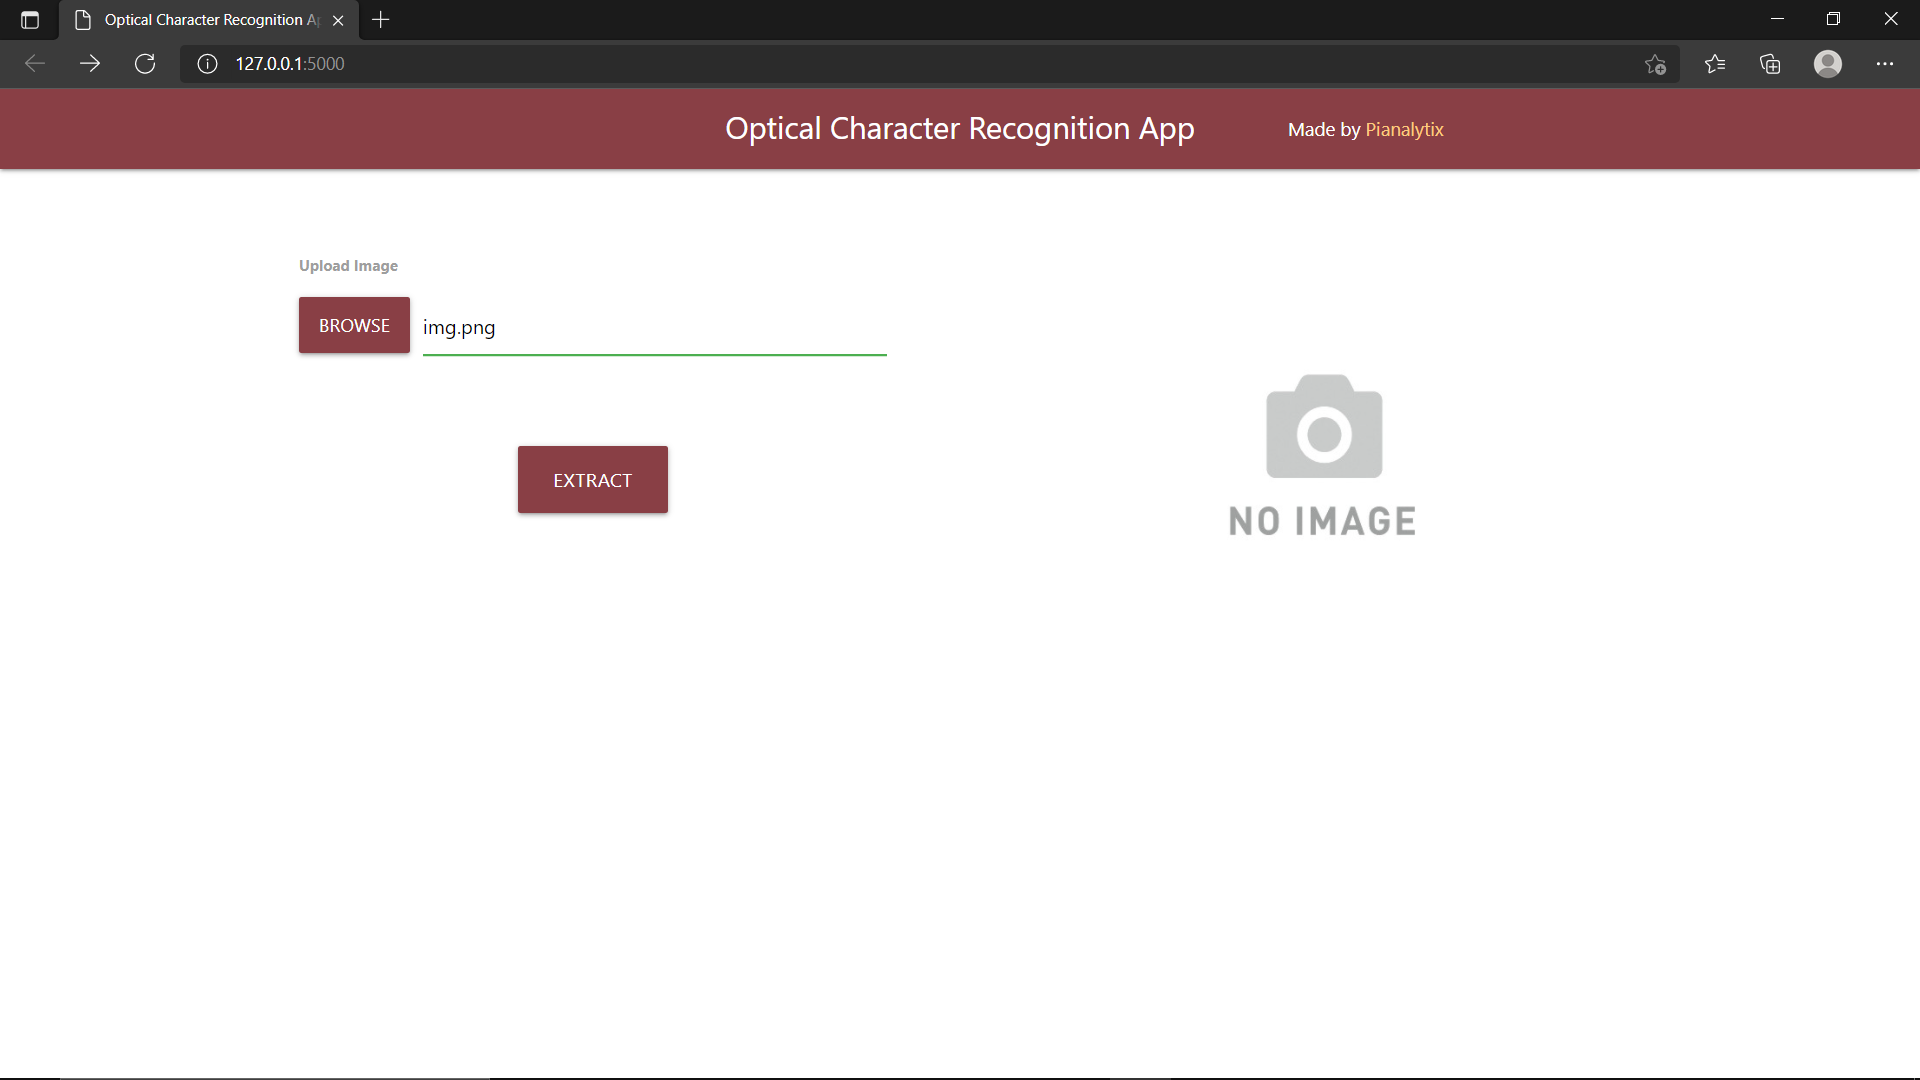 Optical Character Recognition A
127.0.0.1:5000
Optical Character Recognition App
Made by Pianalytix
Upload Image
BROWSE
img.png
EXTRACT
NO IMAGE